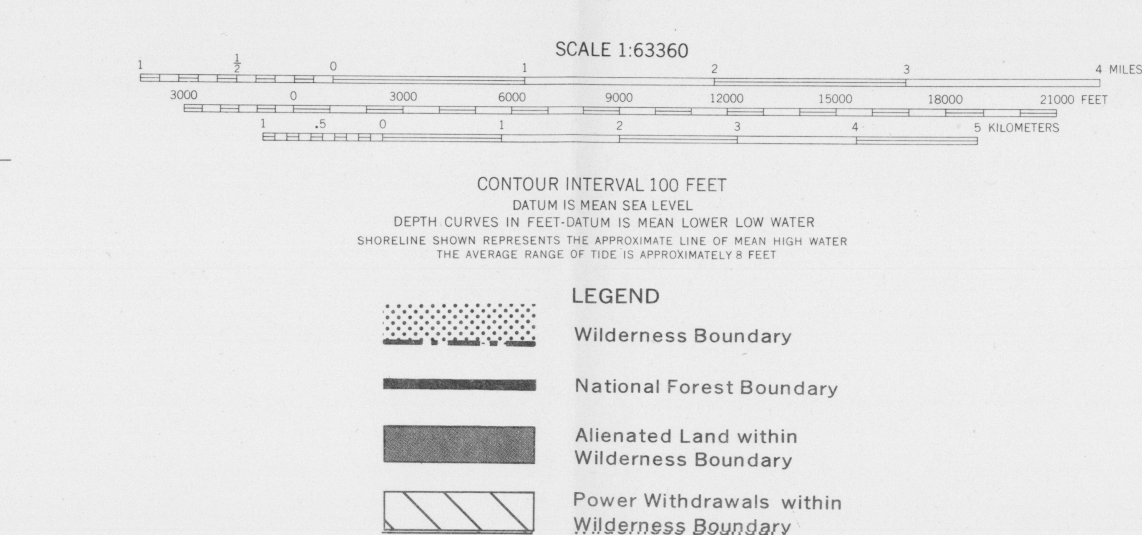 SCALE 1:63360
1 1/2 0 1 2 3 4 MILES
3000 0 3000 6000 9000 12000 15000 18000 21000 FEET
1 .5 0 1 2 3 4 5 KILOMETERS
CONTOUR INTERVAL 100 FEET
DATUM IS MEAN SEA LEVEL
DEPTH CURVES IN FEET-DATUM IS MEAN LOWER LOW WATER
SHORELINE SHOWN REPRESENTS THE APPROXIMATE LINE OF MEAN HIGH WATER
THE AVERAGE RANGE OF TIDE IS APPROXIMATELY 8 FEET
LEGEND
Wilderness Boundary
National Forest Boundary
Alienated Land within
Wilderness Boundary
Power Withdrawals within
Wilderness Boundary